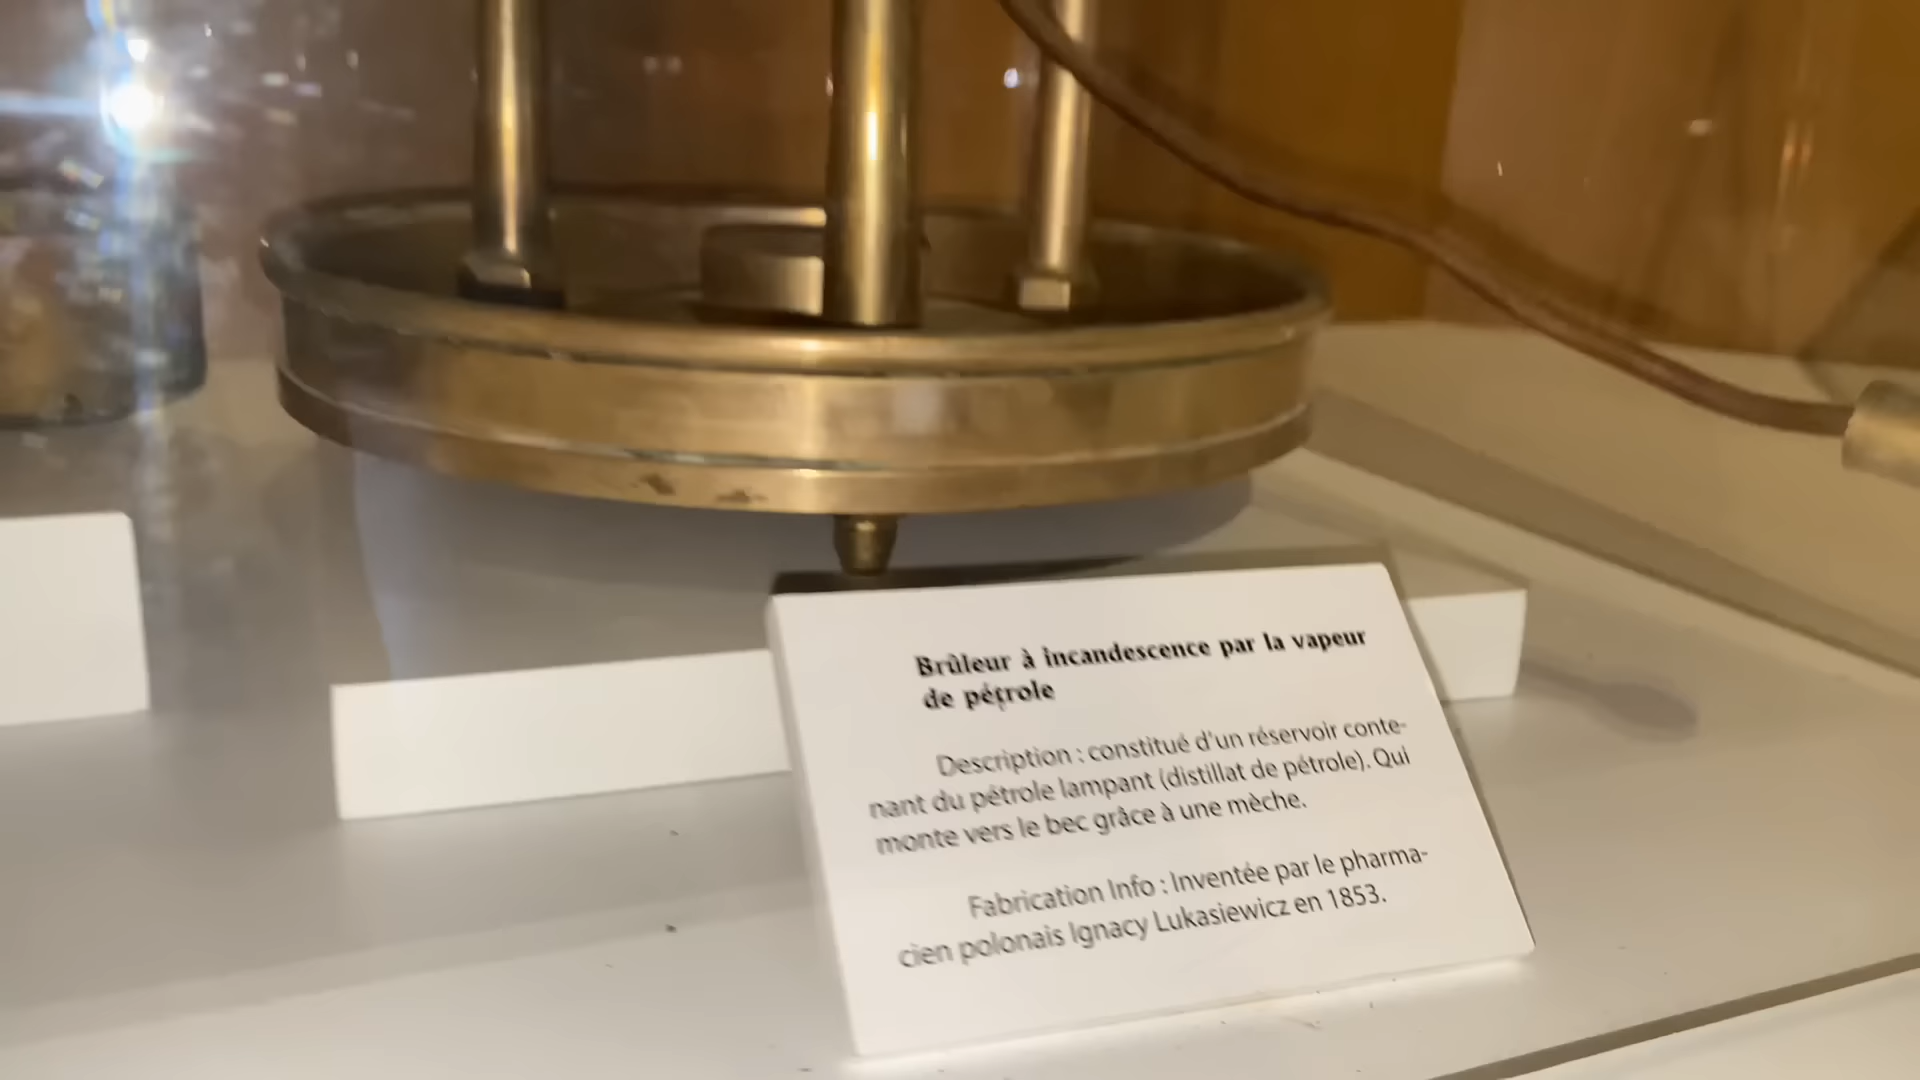 Brûleur à incandescence par la vapeur
de pétrole
Description : constitué d'un réservoir conte-
nant du pétrole lampant (distillat de pétrole). Qui
monte vers le bec grâce à une mèche.
Fabrication Info : Inventée par le pharma-
cien polonais Ignacy Lukasiewicz en 1853.